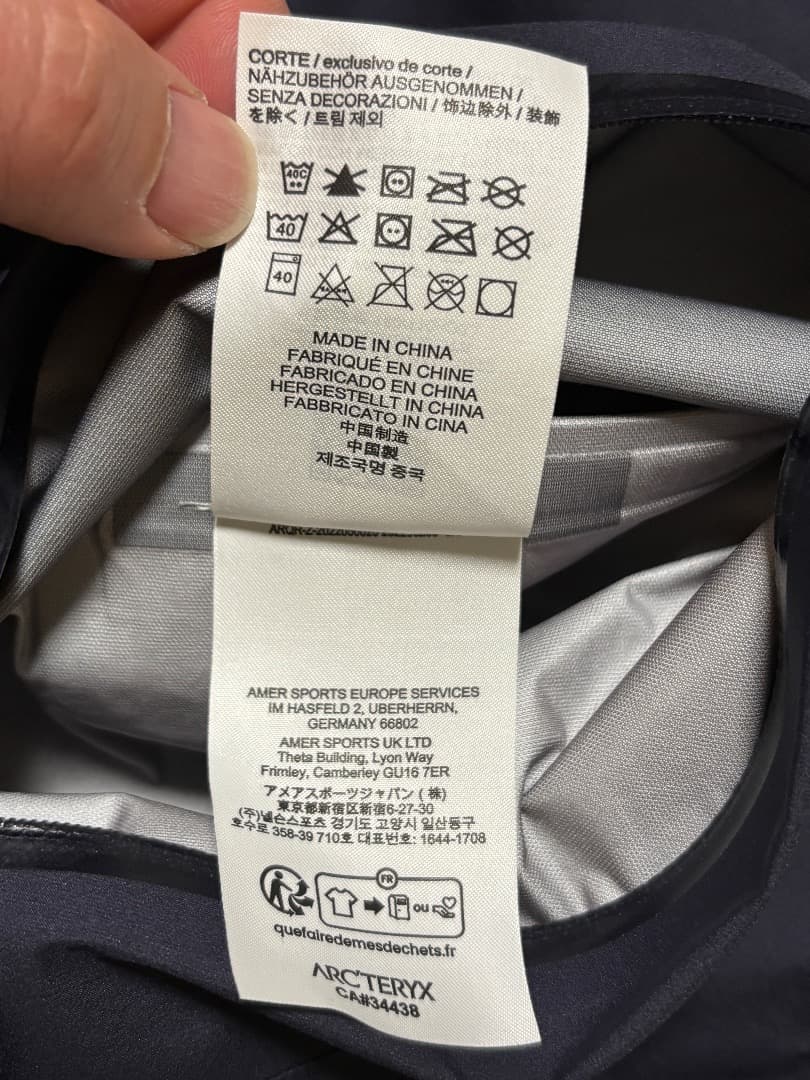 CORTE / exclusivo de corte /
NÄHZUBEHÖR AUSGENOMMEN /
SENZA DECORAZIONI / 饰边除外 / 装飾
を除く / 트림 제외
40C
40
40
MADE IN CHINA
FABRIQUÉ EN CHINE
FABRICADO EN CHINA
HERGESTELLT IN CHINA
FABBRICATO IN CINA
中国制造
中国製
제조국명 중국
AMER SPORTS EUROPE SERVICES
IM HASFELD 2, UBERHERRN,
GERMANY 66802
AMER SPORTS UK LTD
Theta Building, Lyon Way
Frimley, Camberley GU16 7ER
アメアスポーツジャパン (株)
東京都新宿区新宿6-27-30
(주)넬슨스포츠 경기도 고양시 일산동구
호수로 358-39 710호 대표번호: 1644-1708
FR
ou
quefairedemesdechets.fr
ARC'TERYX
CA#34438